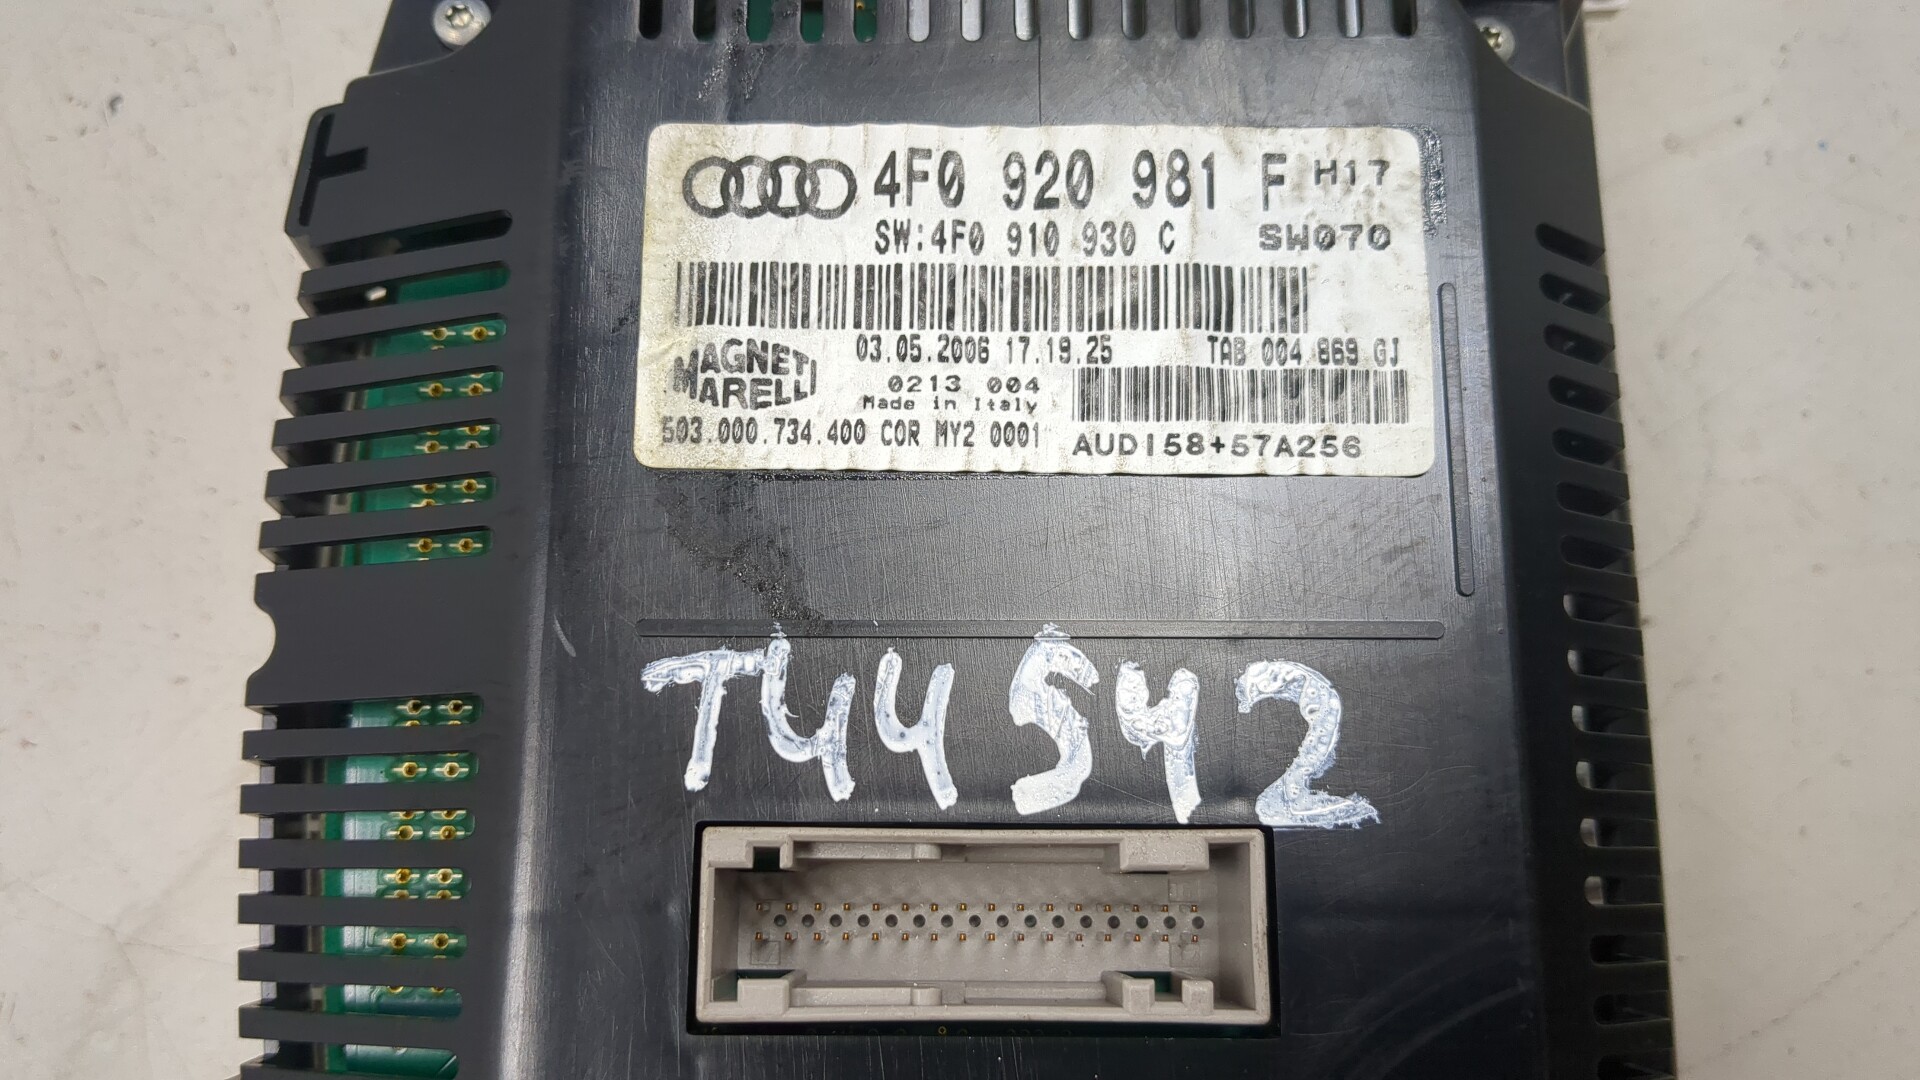 4F0 920 981 F H17
SW:4F0 910 930 C SW070
MAGNETI MARELLI
03.05.2006 17.19.25 TAB 004 869 GJ
0213 004
Made in Italy
503.000.734.400 COR MY2 0001
AUDI58+57A256
T44542